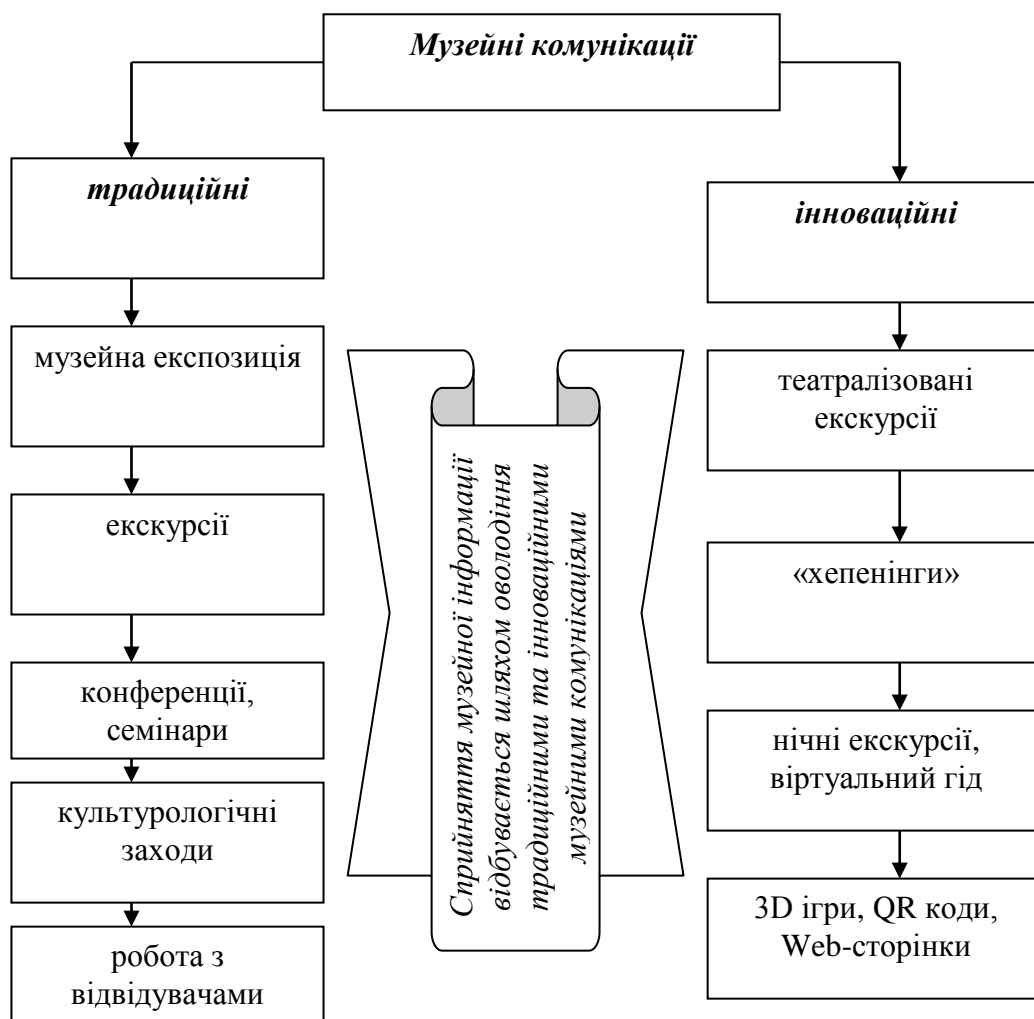 Музейні комунікації
традиційні
музейна експозиція
екскурсії
конференції,
семінари
культурологічні
заходи
робота з
відвідувачами
Сприйняття музейної інформації
відбувається шляхом оволодіння
традиційними та інноваційними
музейними комунікаціями
інноваційні
театралізовані
екскурсії
«хепенінги»
нічні екскурсії,
віртуальний гід
3D ігри, QR коди,
Web-сторінки